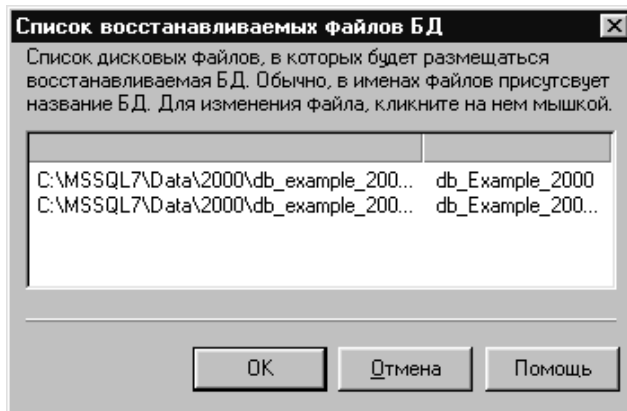 Список восстанавливаемых файлов БД
Список дисковых файлов, в которых будет размещаться
восстанавливаемая БД. Обычно, в именах файлов присутсвует
название БД. Для изменения файла, кликните на нем мышкой.
C:\MSSQL7\Data\2000\db_example_200... db_Example_2000
C:\MSSQL7\Data\2000\db_example_200... db_Example_200...
OK Отмена Помощь